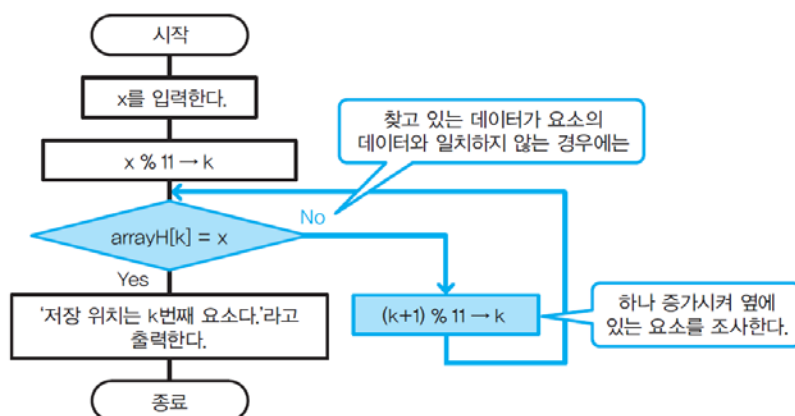 시작
x를 입력한다.
x % 11 → k
찾고 있는 데이터가 요소의
데이터와 일치하지 않는 경우에는
No
arrayH[k] = x
Yes
(k+1) % 11 → k
하나 증가시켜 옆에
있는 요소를 조사한다.
‘저장 위치는 k번째 요소다.’라고
출력한다.
종료